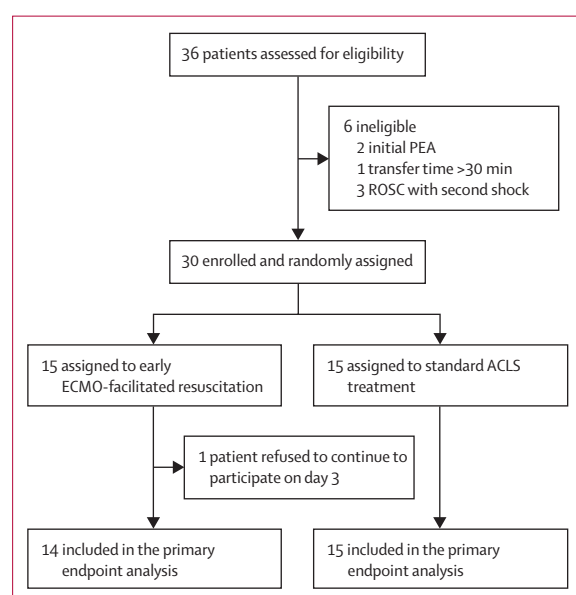 36 patients assessed for eligibility
6 ineligible
2 initial PEA
1 transfer time >30 min
3 ROSC with second shock
30 enrolled and randomly assigned
15 assigned to early
ECMO-facilitated resuscitation
15 assigned to standard ACLS
treatment
1 patient refused to continue to
participate on day 3
14 included in the primary
endpoint analysis
15 included in the primary
endpoint analysis